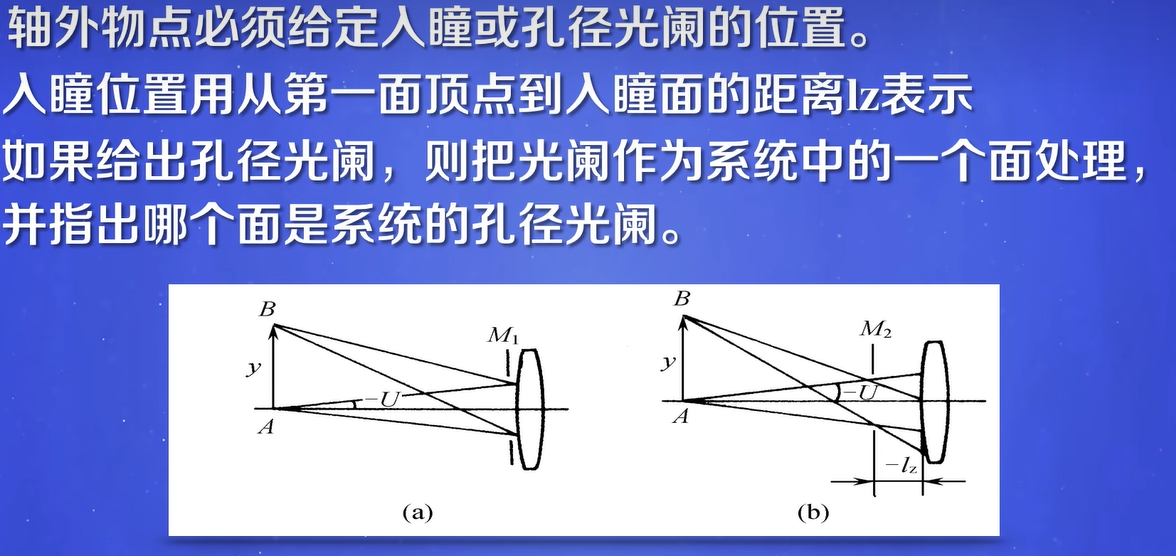 轴外物点必须给定入瞳或孔径光阑的位置。
入瞳位置用从第一面顶点到入瞳面的距离lz表示
如果给出孔径光阑，则把光阑作为系统中的一个面处理，
并指出哪个面是系统的孔径光阑。
B
M₁
y
-U
A
(a)
B
M₂
y
-U
A
-l𝓏
(b)